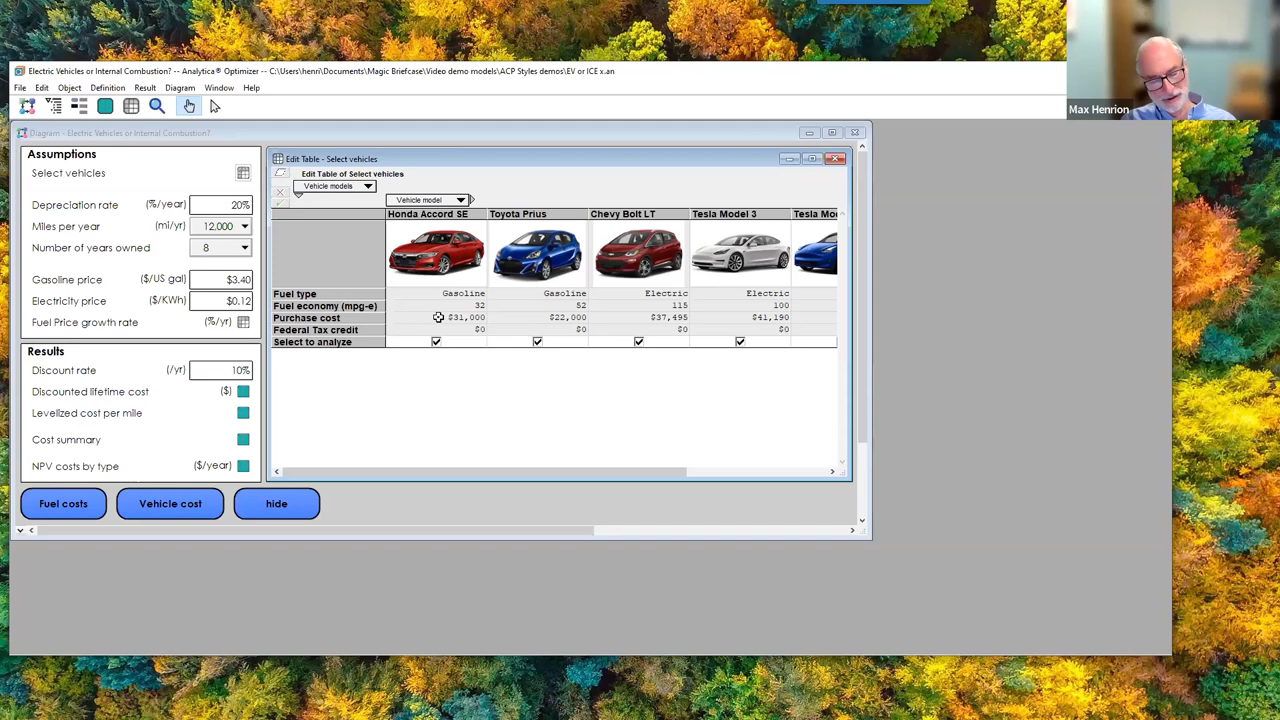 Electric Vehicles or Internal Combustion? -- Analytica® Optimizer -- C:\Users\henri\Documents\Magic Briefcase\Video demo models\ACP Styles demos\EV or ICE x.an
File Edit Object Definition Result Diagram Window Help
Max Henrion
Diagram - Electric Vehicles or Internal Combustion?
Assumptions
Select vehicles
Depreciation rate (%/year) 20%
Miles per year (ml/yr) 12,000
Number of years owned 8
Gasoline price ($/US gal) $3.40
Electricity price ($/KWh) $0.12
Fuel Price growth rate (%/yr)
Results
Discount rate (/yr) 10%
Discounted lifetime cost ($)
Levelized cost per mile
Cost summary
NPV costs by type ($/year)
Fuel costs Vehicle cost hide
Edit Table - Select vehicles
Edit Table of Select vehicles
Vehicle models
Vehicle model
Honda Accord SE Toyota Prius Chevy Bolt LT Tesla Model 3 Tesla Mo
Fuel type Gasoline Gasoline Electric Electric
Fuel economy (mpg-e) 32 52 115 100
Purchase cost $31,000 $22,000 $37,495 $41,190
Federal Tax credit $0 $0 $0 $0
Select to analyze